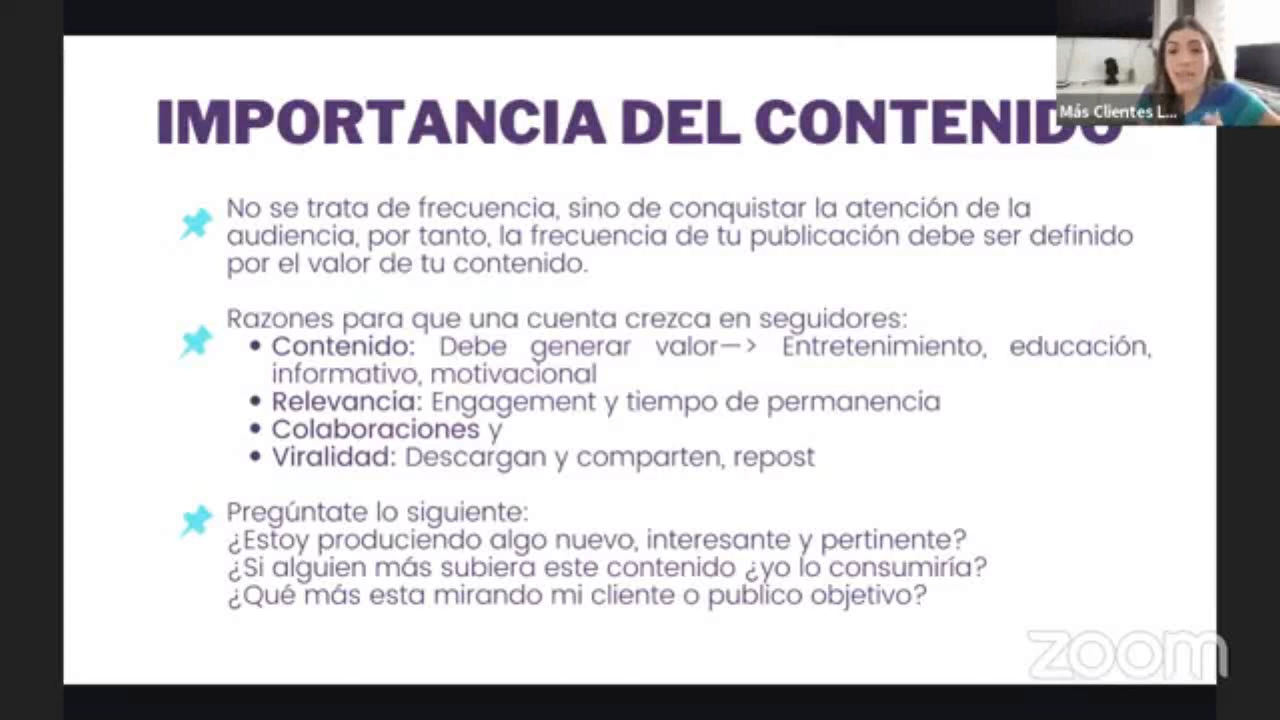 IMPORTANCIA DEL CONTENIDO
Más Clientes L...
No se trata de frecuencia, sino de conquistar la atención de la
audiencia, por tanto, la frecuencia de tu publicación debe ser definido
por el valor de tu contenido.
Razones para que una cuenta crezca en seguidores:
• Contenido: Debe generar valor—> Entretenimiento, educación,
informativo, motivacional
• Relevancia: Engagement y tiempo de permanencia
• Colaboraciones y
• Viralidad: Descargan y comparten, repost
Pregúntate lo siguiente:
¿Estoy produciendo algo nuevo, interesante y pertinente?
¿Si alguien más subiera este contenido ¿yo lo consumiría?
¿Qué más esta mirando mi cliente o publico objetivo?
zoom